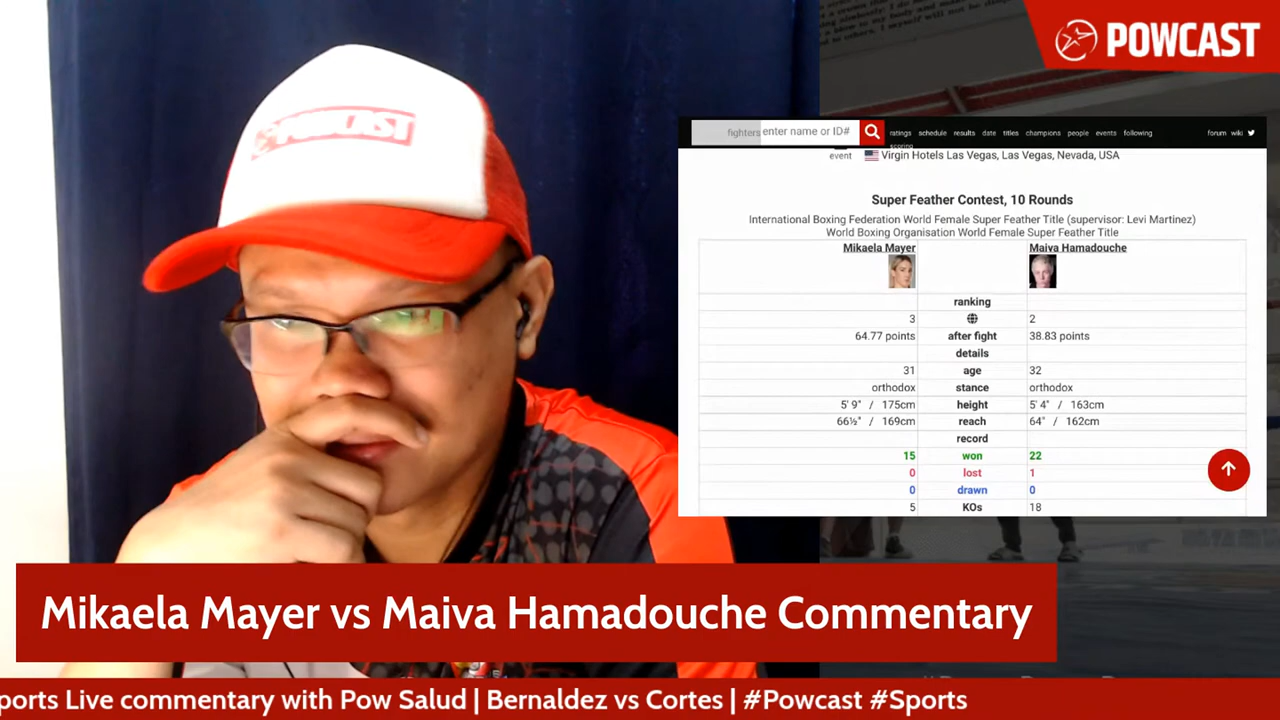 POWCAST
POWCAST
fighters enter name or ID#
ratings schedule results date titles champions people events following
forum wiki
scoring
event Virgin Hotels Las Vegas, Las Vegas, Nevada, USA
Super Feather Contest, 10 Rounds
International Boxing Federation World Female Super Feather Title (supervisor: Levi Martinez)
World Boxing Organisation World Female Super Feather Title
Mikaela Mayer Maiva Hamadouche
ranking
3 2
64.77 points after fight 38.83 points
details
31 age 32
orthodox stance orthodox
5' 9" / 175cm height 5' 4" / 163cm
66½" / 169cm reach 64" / 162cm
record
15 won 22
0 lost 1
0 drawn 0
5 KOs 18
Mikaela Mayer vs Maiva Hamadouche Commentary
ports Live commentary with Pow Salud | Bernaldez vs Cortes | #Powcast #Sports